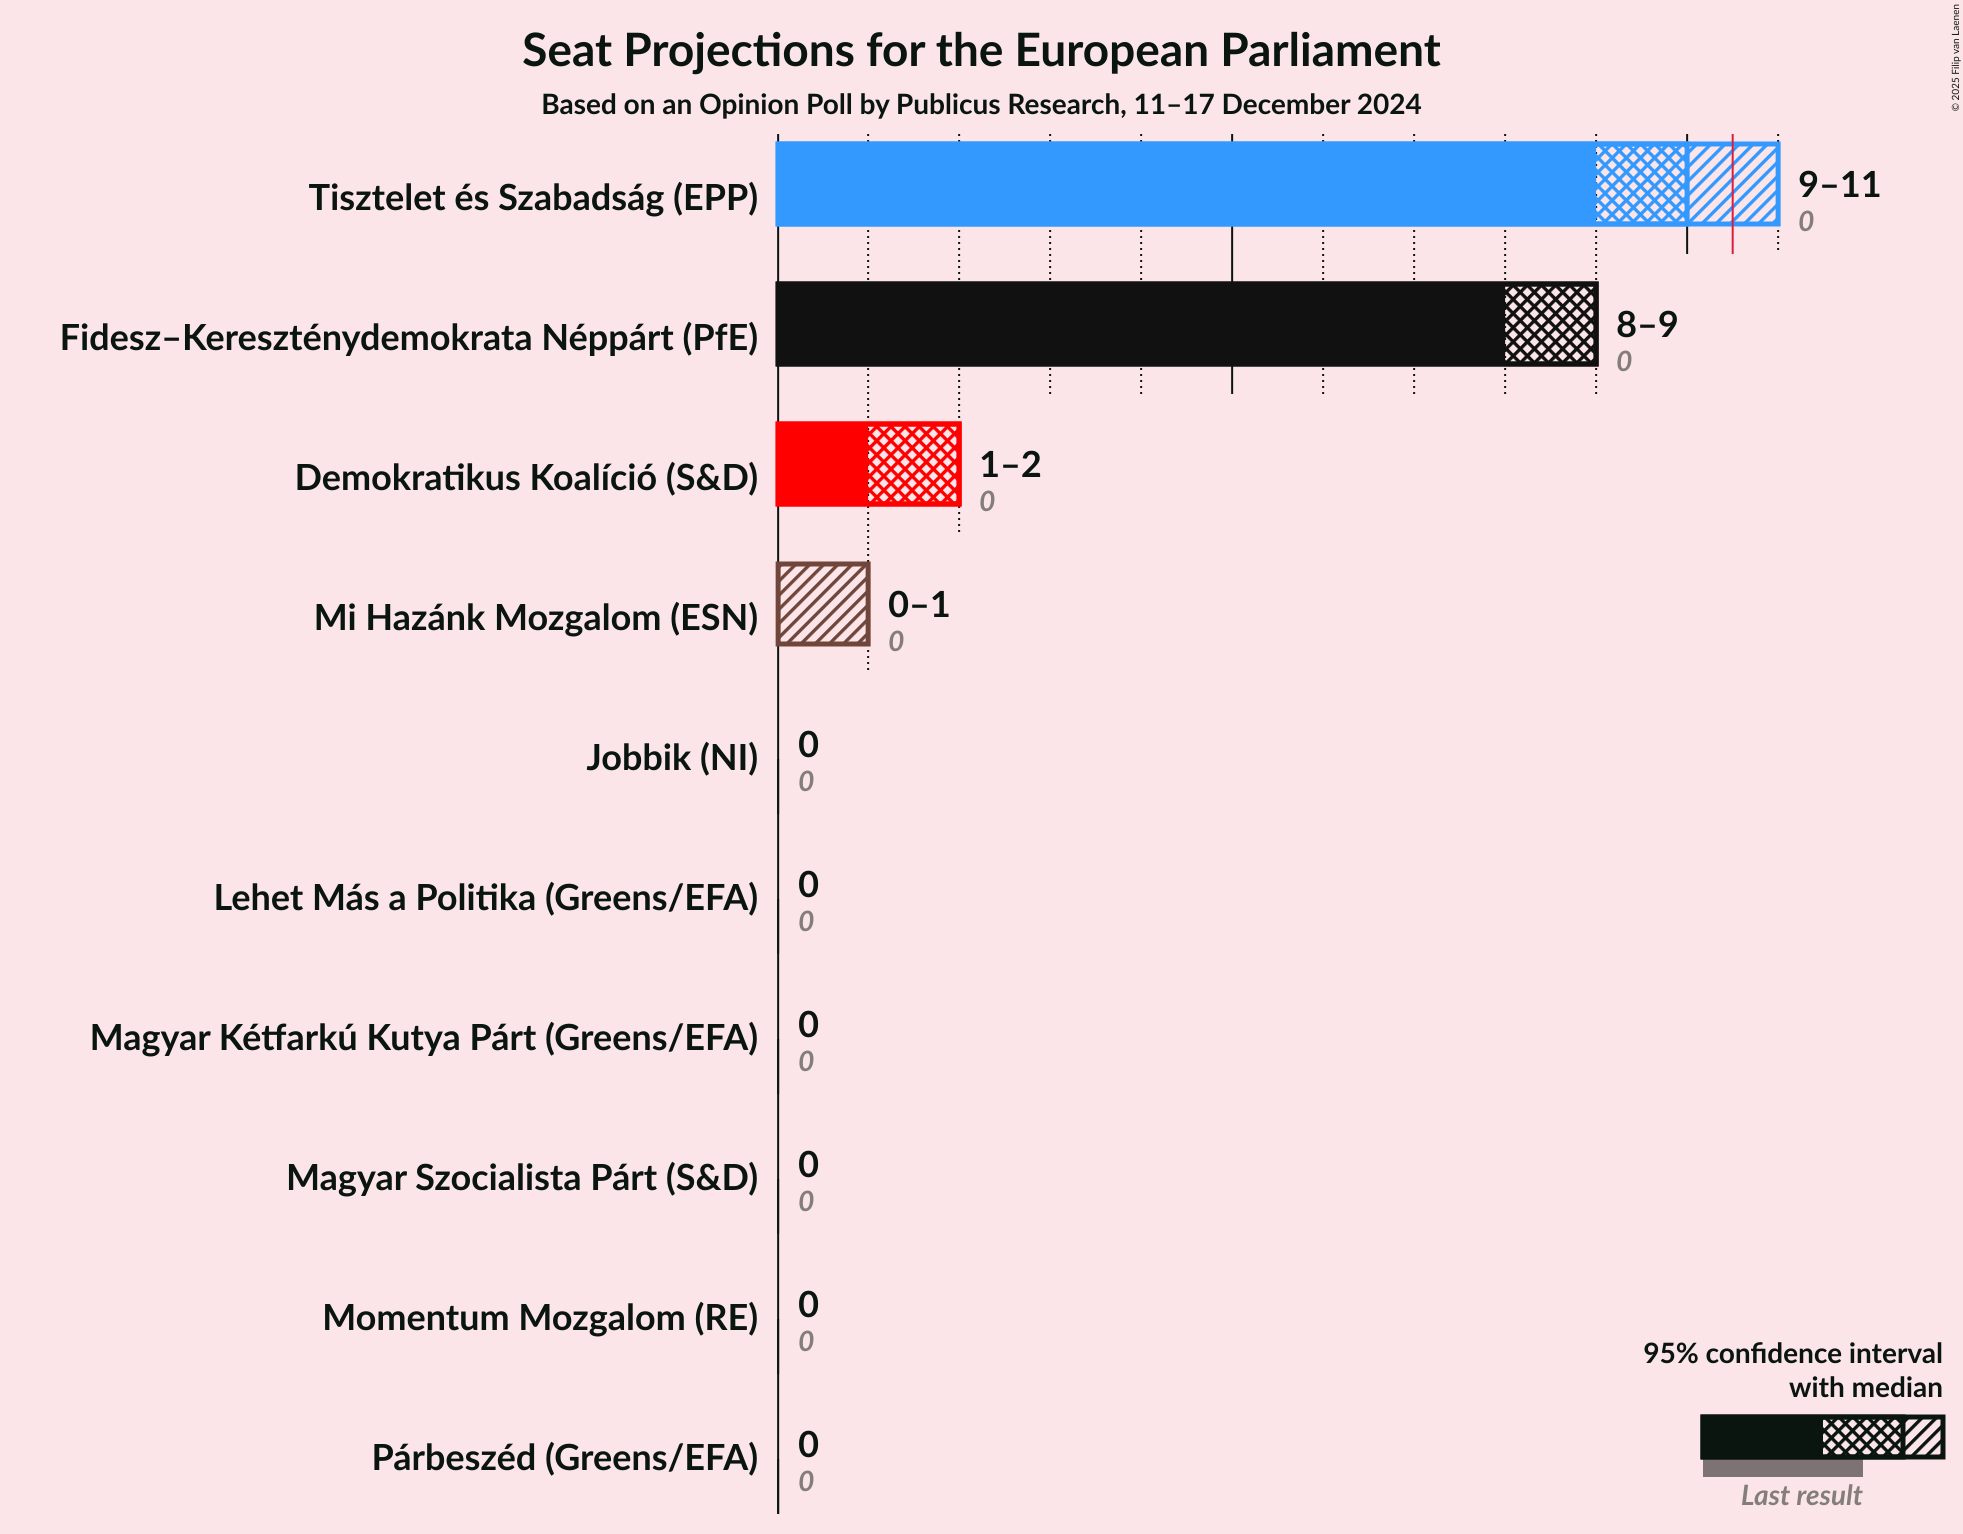 Seat Projections for the European Parliament
Based on an Opinion Poll by Publicus Research, 11–17 December 2024
© 2025 Filip van Laenen
Tisztelet és Szabadság (EPP)
9–11
0
Fidesz–Kereszténydemokrata Néppárt (PfE)
8–9
0
Demokratikus Koalíció (S&D)
1–2
0
Mi Hazánk Mozgalom (ESN)
0–1
0
Jobbik (NI)
0
0
Lehet Más a Politika (Greens/EFA)
0
0
Magyar Kétfarkú Kutya Párt (Greens/EFA)
0
0
Magyar Szocialista Párt (S&D)
0
0
Momentum Mozgalom (RE)
0
0
Párbeszéd (Greens/EFA)
0
0
95% confidence interval
with median
Last result